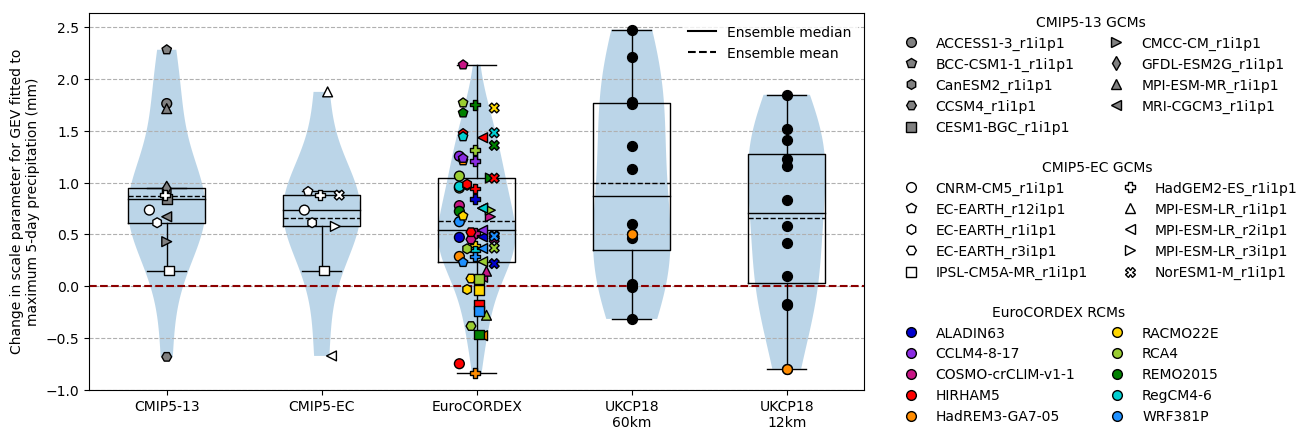 Change in scale parameter for GEV fitted to
maximum 5-day precipitation (mm)
2.5
2.0
1.5
1.0
0.5
0.0
−0.5
−1.0
Ensemble median
Ensemble mean
CMIP5-13
CMIP5-EC
EuroCORDEX
UKCP18
60km
UKCP18
12km
CMIP5-13 GCMs
ACCESS1-3_r1i1p1
BCC-CSM1-1_r1i1p1
CanESM2_r1i1p1
CCSM4_r1i1p1
CESM1-BGC_r1i1p1
CMCC-CM_r1i1p1
GFDL-ESM2G_r1i1p1
MPI-ESM-MR_r1i1p1
MRI-CGCM3_r1i1p1
CMIP5-EC GCMs
CNRM-CM5_r1i1p1
EC-EARTH_r12i1p1
EC-EARTH_r1i1p1
EC-EARTH_r3i1p1
IPSL-CM5A-MR_r1i1p1
HadGEM2-ES_r1i1p1
MPI-ESM-LR_r1i1p1
MPI-ESM-LR_r2i1p1
MPI-ESM-LR_r3i1p1
NorESM1-M_r1i1p1
EuroCORDEX RCMs
ALADIN63
CCLM4-8-17
COSMO-crCLIM-v1-1
HIRHAM5
HadREM3-GA7-05
RACMO22E
RCA4
REMO2015
RegCM4-6
WRF381P